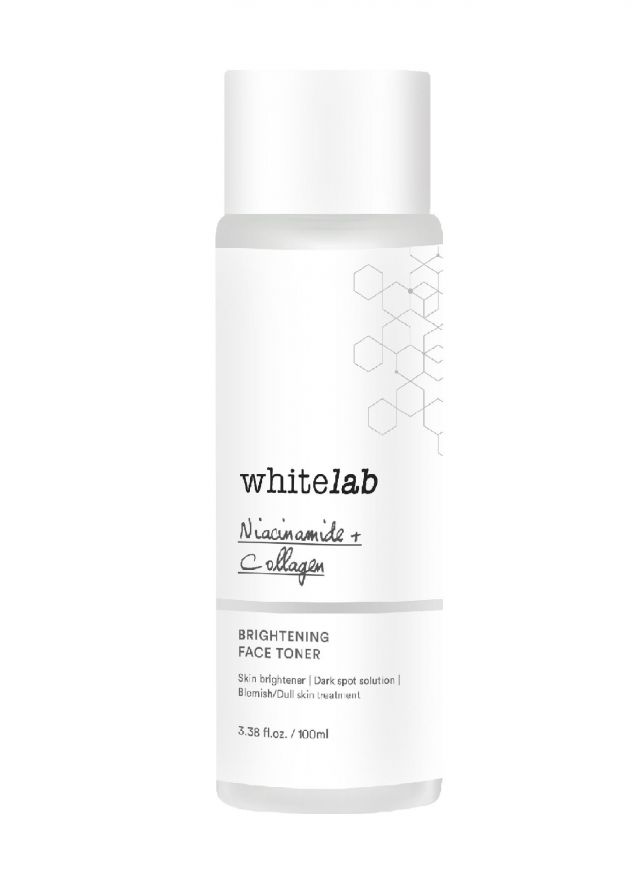 whitelab
Niacinamide +
Collagen
BRIGHTENING
FACE TONER
Skin brightener | Dark spot solution |
Blemish/Dull skin treatment
3.38 fl.oz. / 100ml